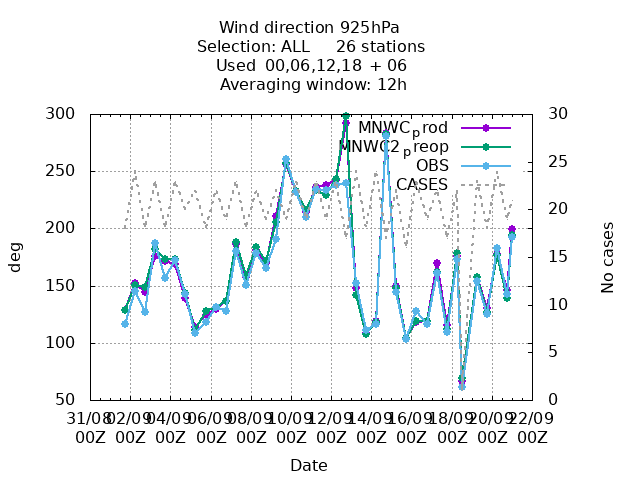 Wind direction 925hPa
Selection: ALL 26 stations
Used 00,06,12,18 + 06
Averaging window: 12h
300
250
200
150
100
50
deg
30
25
20
15
10
5
0
No cases
MNWCprod
MNWC2preop
OBS
CASES
31/08 02/09 04/09 06/09 08/09 10/09 12/09 14/09 16/09 18/09 20/09 22/09
00Z 00Z 00Z 00Z 00Z 00Z 00Z 00Z 00Z 00Z 00Z 00Z
Date